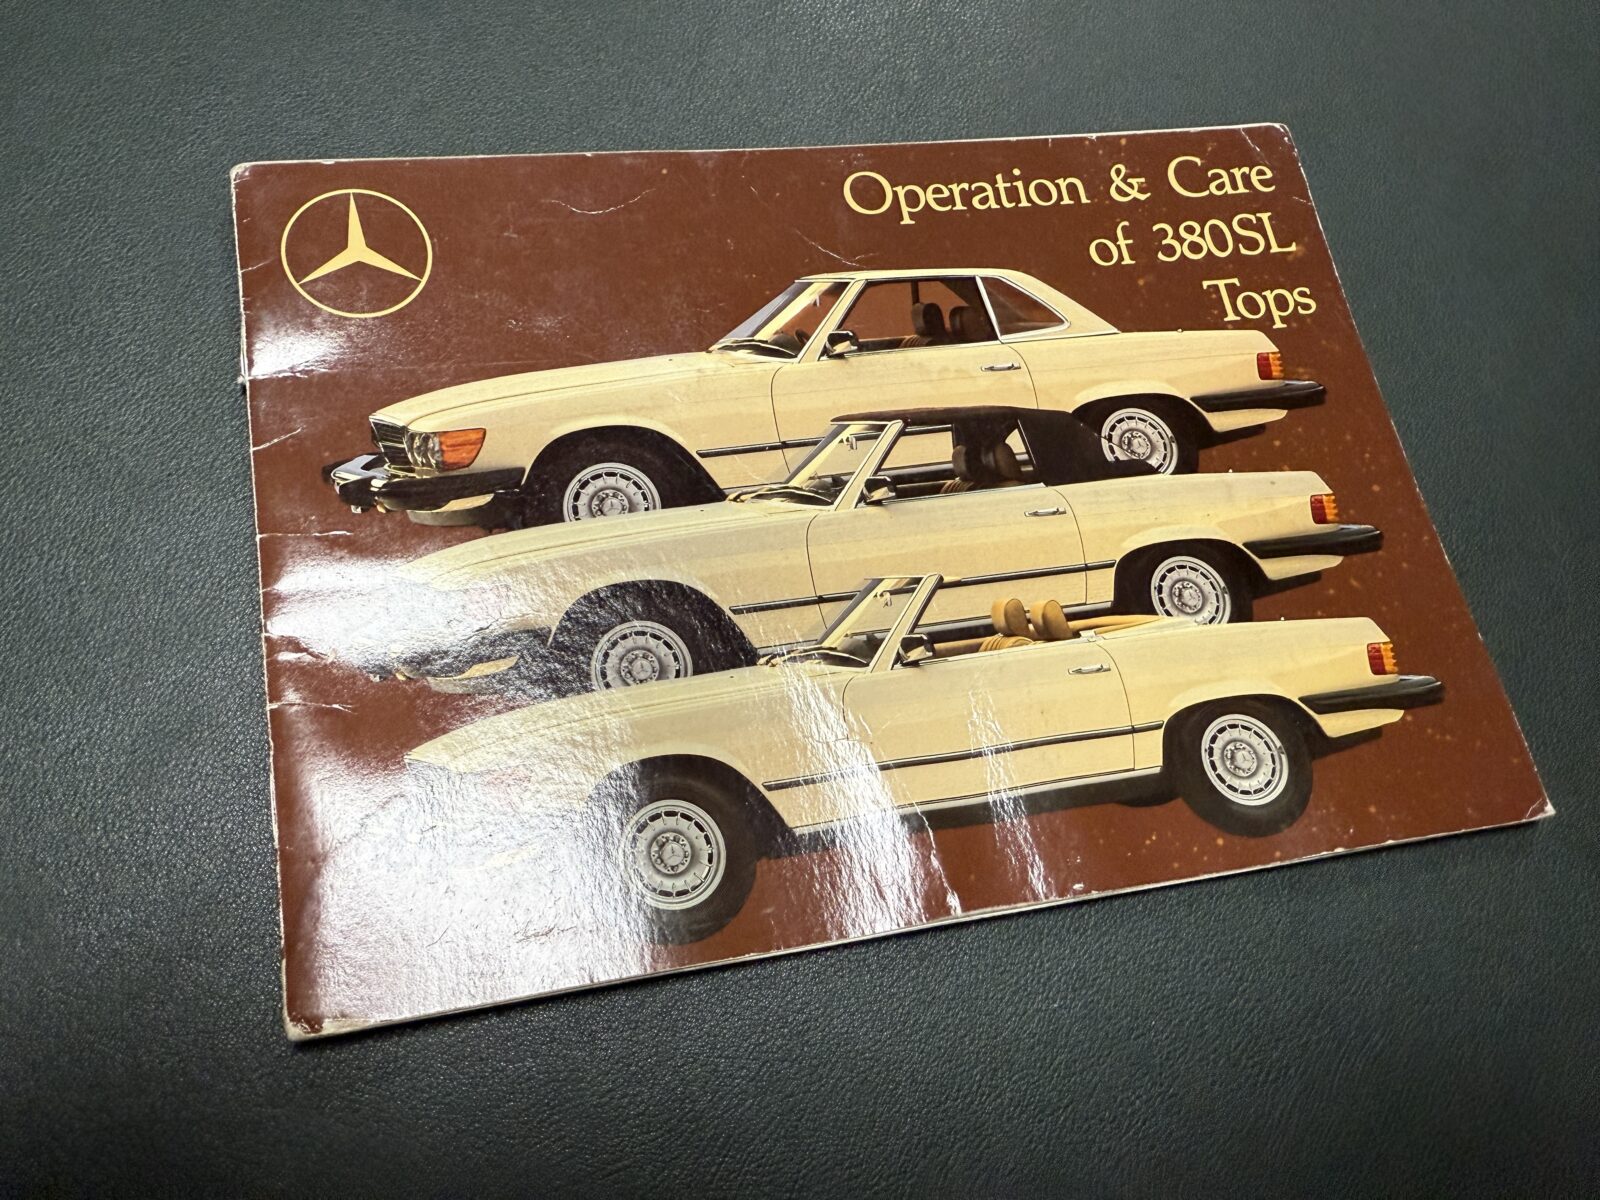 Operation & Care
of 380SL
Tops